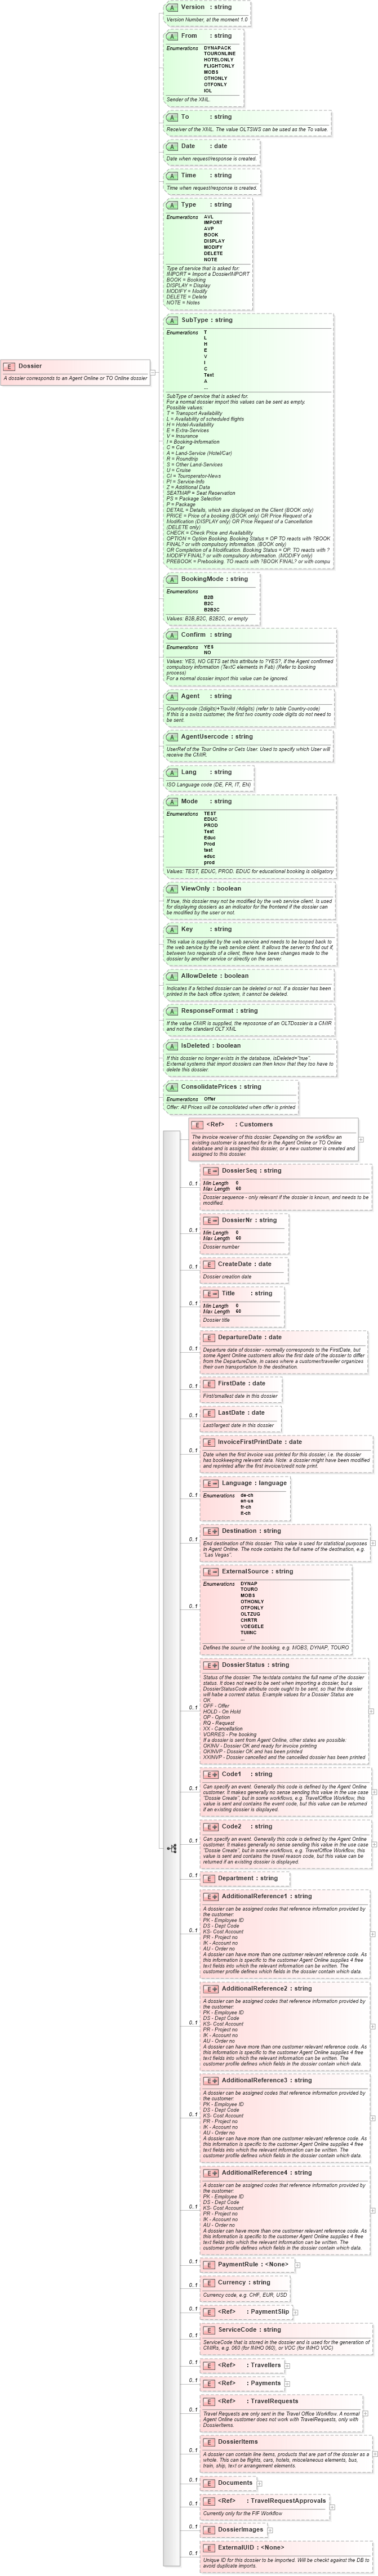 Version : string
Version Number, at the moment 1.0
From : string
Enumerations DYNAPACK
TOURONLINE
HOTELONLY
FLIGHTONLY
MOBS
OTHONLY
OTFONLY
IOL
Sender of the XML.
To : string
Receiver of the XML. The value OLTSWS can be used as the To value.
Date : date
Date when request/response is created.
Time : string
Time when request/response is created.
Type : string
Enumerations AVL
IMPORT
AVP
BOOK
DISPLAY
MODIFY
DELETE
NOTE
Type of service that is asked for:
IMPORT = Import a Dossier/IMPORT
BOOK = Booking
DISPLAY = Display
MODIFY = Modify
DELETE = Delete
NOTE = Notes
SubType : string
Enumerations T
L
H
E
V
I
C
Text
A
...
Dossier
A dossier corresponds to an Agent Online or TO Online dossier
SubType of service that is asked for.
For a normal dossier import this values can be sent as empty.
Possible values:
T = Transport Availability
L = Availability of scheduled flights
H = Hotel-Availability
E = Extra-Services
V = Insurance
I = Booking-Information
C = Car
A = Land-Service (Hotel/Car)
R = Roundtrip
S = Other Land-Services
U = Cruise
CI = Touroperator-News
PI = Service-Info
Z = Additional Data
SEATMAP = Seat Reservation
PS = Package Selection
P = Package
DETAIL = Details, which are displayed on the Client (BOOK only)
PRICE = Price of a booking (BOOK only) OR Price Request of a
Modification (DISPLAY only) OR Price Request of a Cancellation
(DELETE only)
CHECK = Check Price and Availability
OPTION = Option Booking. Booking Status = OP. TO reacts with ?BOOK
FINAL? or with compulsory information. (BOOK only)
OR Completion of a Modification. Booking Status = OP. TO reacts with ?
MODIFY FINAL? or with compulsory information. (MODIFY only)
PREBOOK = Prebooking. TO reacts with ?BOOK FINAL? or with compu
BookingMode : string
Enumerations
B2B
B2C
B2B2C
Values: B2B,B2C, B2B2C, or empty
Confirm : string
Enumerations YES
NO
Values: YES, NO GETS set this attribute to ?YES?, if the Agent confirmed
compulsory information (TextC elements in Fab) (Refer to booking
process)
For a normal dossier import this value can be ignored.
Agent : string
Country-code (2digits)+TravId (4digits) (refer to table Country-code)
If this is a swiss customer, the first two country code digits do not need to
be sent.
AgentUsercode : string
UserRef of the Tour Online or Cets User. Used to specify which User will
receive the CMIR.
Lang : string
ISO Language code (DE, FR, IT, EN)
Mode : string
Enumerations TEST
EDUC
PROD
Test
Educ
Prod
test
educ
prod
Values: TEST, EDUC, PROD. EDUC for educational booking is obligatory
ViewOnly : boolean
If true, this dossier may not be modified by the web service client. Is used
for displaying dossiers as an indicator for the frontend if the dossier can
be modified by the user or not.
Key : string
This value is supplied by the web service and needs to be looped back to
the web service by the web service client. It allows the server to find out if,
between two requests of a client, there have been changes made to the
dossier by another service or directly on the server.
AllowDelete : boolean
Indicates if a fetched dossier can be deleted or not. If a dossier has been
printed in the back office system, it cannot be deleted.
ResponseFormat : string
If the value CMIR is supplied, the repsonse of an OLTDossier is a CMIR
and not the standard OLT XML
IsDeleted : boolean
If this dossier no longer exists in the database, isDeleted="true".
External systems that import dossiers can then know that they too have to
delete this dossier.
ConsolidatePrices : string
Enumerations Offer
Offer: All Prices will be consolidated when offer is printed
<Ref> : Customers
The invoice receiver of this dossier. Depending on the workflow an
existing customer is searched for in the Agent Online or TO Online
database and is assigned this dossier, or a new customer is created and
assigned to this dossier.
DossierSeq : string
0..1
Min Length 0
Max Length 60
Dossier sequence - only relevant if the dossier is known, and needs to be
modified.
DossierNr : string
0..1
Min Length 0
Max Length 60
Dossier number
CreateDate : date
0..1
Dossier creation date
Title : string
0..1
Min Length 0
Max Length 60
Dossier title
DepartureDate : date
0..1
Departure date of dossier - normally corresponds to the FirstDate, but
some Agent Online customers allow the first date of the dossier to differ
from the DepartureDate, in cases where a customer/traveller organizes
their own transportation to the destination.
FirstDate : date
0..1
First/smallest date in this dossier
LastDate : date
0..1
Last/largest date in this dossier
InvoiceFirstPrintDate : date
0..1
Date when the first invoice was printed for this dossier, i.e. the dossier
has bookkeeping relevant data. Note: a dossier might have been modified
and reprinted after the first invoice/credit note print.
Language : language
0..1
Enumerations de-ch
en-us
fr-ch
it-ch
Destination : string
0..1
End destination of this dossier. This value is used for statistical purposes
in Agent Online. The node contains the full name of the destination, e.g.
"Las Vegas".
ExternalSource : string
0..1
Enumerations DYNAP
TOURO
MOBS
OTHONLY
OTFONLY
OLTZUG
CHRTR
VOEGELE
TUIINC
...
Defines the source of the booking. e.g. MOBS, DYNAP, TOURO
DossierStatus : string
0..1
Status of the dossier. The textdata contains the full name of the dossier
status. It does not need to be sent when importing a dossier, but a
DossierStatusCode attribute code ought to be sent, so that the dossier
will habe a current status. Example values for a Dossier Status are
OK
OFF - Offer
HOLD - On Hold
OP - Option
RQ - Request
XX - Cancellation
VORRES - Pre booking
If a dossier is sent from Agent Online, other states are possible.
OKINV - Dossier OK and ready for invoice printing
OKINVP - Dossier OK and has been printed
XXINVP - Dossier cancelled and the cancelled dossier has been printed
Code1 : string
0..1
Can specify an event. Generally this code is defined by the Agent Online
customer. It makes generally no sense sending this value in the use case
"Dossie Create", but in some workflows, e.g. TravelOffice Workflow, this
value is sent and contains the event code, but this value can be returned
if an existing dossier is displayed.
Code2 : string
0..1
Can specify an event. Generally this code is defined by the Agent Online
customer. It makes generally no sense sending this value in the use case
"Dossie Create", but in some workflows, e.g. TravelOffice Workflow, this
value is sent and contains the travel reason code, but this value can be
returned if an existing dossier is displayed.
Department : string
0..1
AdditionalReference1 : string
0..1
A dossier can be assigned codes that reference information provided by
the customer:
PK - Employee ID
DS - Dept Code
KS- Cost Account
PR - Project no
IK - Account no
AU - Order no
A dossier can have more than one customer relevant reference code. As
this information is specific to the customer Agent Online supplies 4 free
text fields into which the relevant information can be written. The
customer profile defines which fields in the dossier contain which data.
AdditionalReference2 : string
0..1
A dossier can be assigned codes that reference information provided by
the customer:
PK - Employee ID
DS - Dept Code
KS- Cost Account
PR - Project no
IK - Account no
AU - Order no
A dossier can have more than one customer relevant reference code. As
this information is specific to the customer Agent Online supplies 4 free
text fields into which the relevant information can be written. The
customer profile defines which fields in the dossier contain which data.
AdditionalReference3 : string
0..1
A dossier can be assigned codes that reference information provided by
the customer:
PK - Employee ID
DS - Dept Code
KS- Cost Account
PR - Project no
IK - Account no
AU - Order no
A dossier can have more than one customer relevant reference code. As
this information is specific to the customer Agent Online supplies 4 free
text fields into which the relevant information can be written. The
customer profile defines which fields in the dossier contain which data.
AdditionalReference4 : string
0..1
A dossier can be assigned codes that reference information provided by
the customer:
PK - Employee ID
DS - Dept Code
KS- Cost Account
PR - Project no
IK - Account no
AU - Order no
A dossier can have more than one customer relevant reference code. As
this information is specific to the customer Agent Online supplies 4 free
text fields into which the relevant information can be written. The
customer profile defines which fields in the dossier contain which data.
PaymentRule : <None>
0..1
Currency : string
0..1
Currency code, e.g. CHF, EUR, USD
<Ref> : PaymentSlip
0..1
ServiceCode : string
0..1
ServiceCode that is stored in the dossier and is used for the generation of
CMIRs, e.g. 060 (for INIHO 060), or VOC (for INIHO VOC)
<Ref> : Travellers
0..1
<Ref> : Payments
0..1
<Ref> : TravelRequests
0..1
Travel Requests are only sent in the Travel Office Workflow. A normal
Agent Online customer does not work with TravelRequests, only with
DossierItems.
DossierItems
0..1
A dossier can contain line items, products that are part of the dossier as a
whole. This can be flights, cars, hotels, miscelaneous elements, bus,
train, ship, text or arrangement elements.
Documents
0..1
<Ref> : TravelRequestApprovals
0..1
Currently only for the FIF Workflow
DossierImages
0..1
ExternalUID : <None>
0..1
Unique ID for this dossier to be imported. Will be checkt against the DB to
avoid duplicate imports.